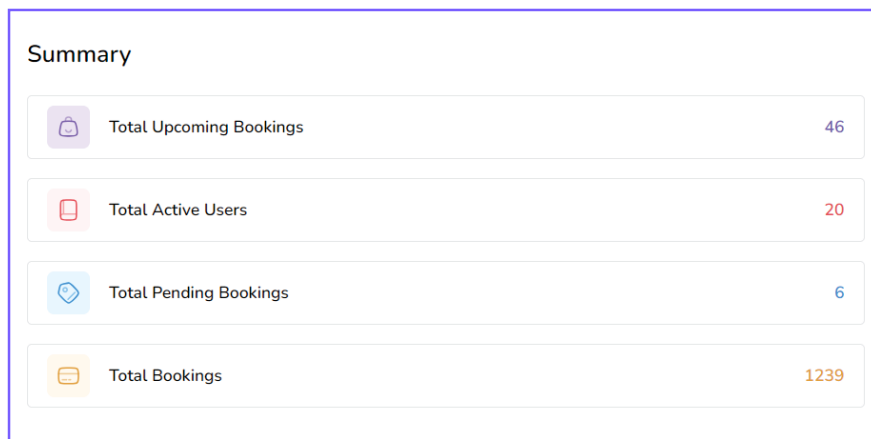 Summary
Total Upcoming Bookings 46
Total Active Users 20
Total Pending Bookings 6
Total Bookings 1239